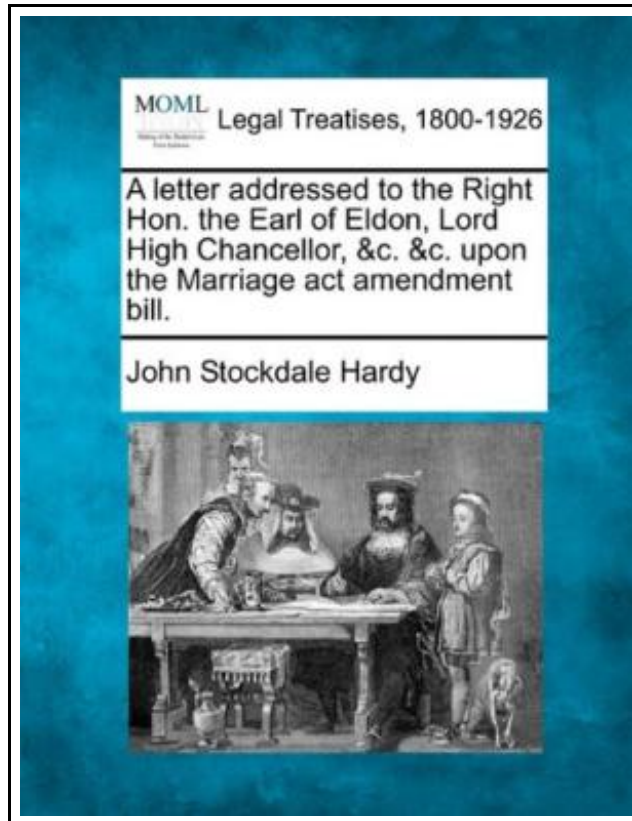 MOML
Legal Treatises, 1800-1926
A letter addressed to the Right
Hon. the Earl of Eldon, Lord
High Chancellor, &c. &c. upon
the Marriage act amendment
bill.
John Stockdale Hardy